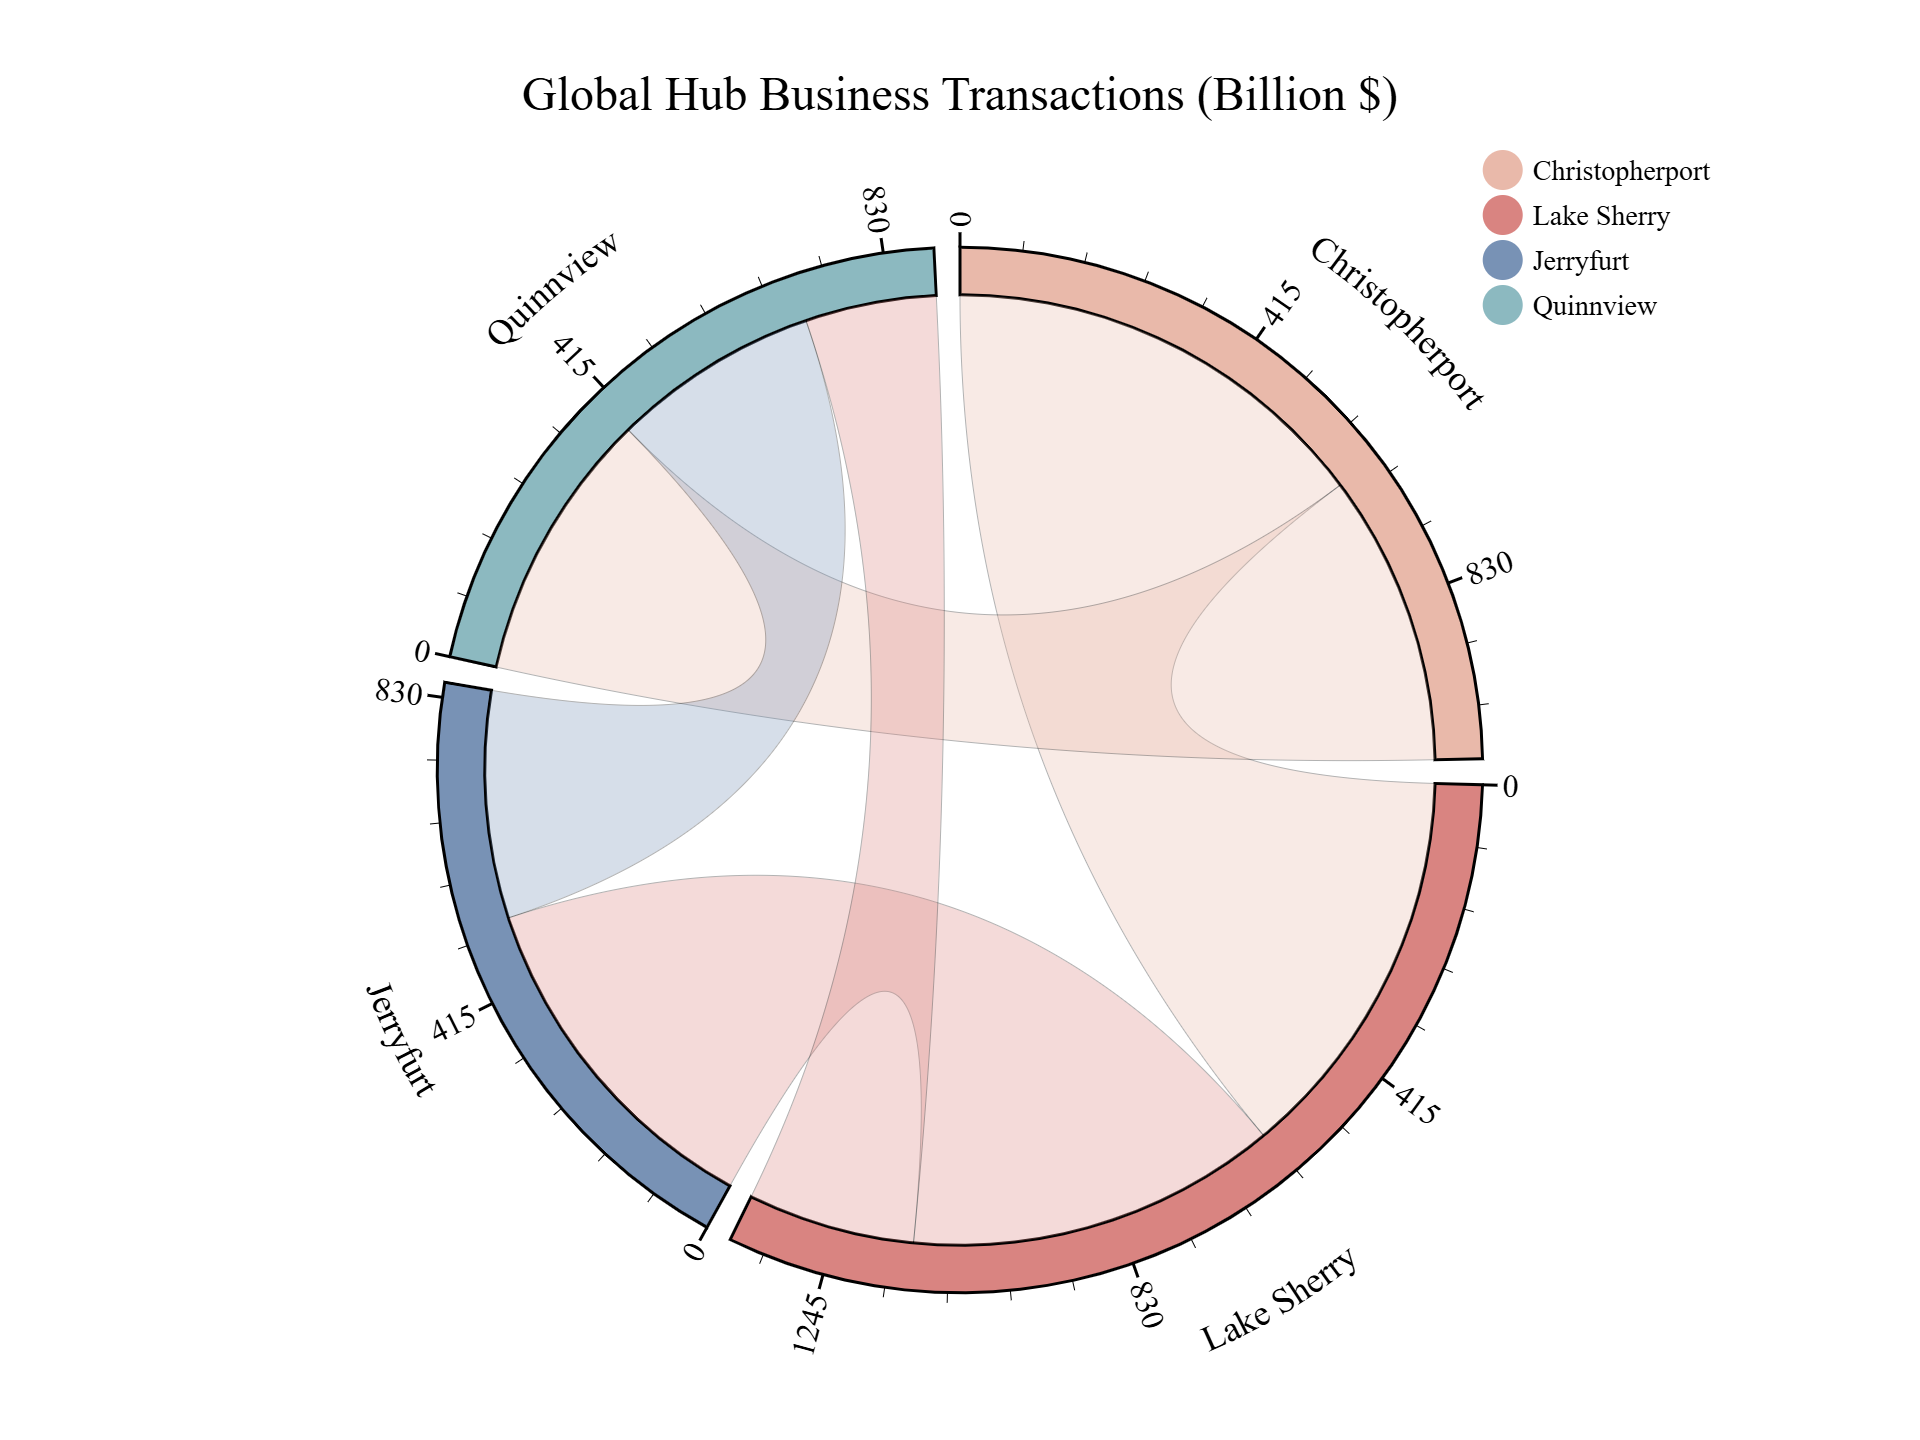 Global Hub Business Transactions (Billion $)
Christopherport
Lake Sherry
Jerryfurt
Quinnview
0
415
830
Christopherport
0
415
830
1245
Lake Sherry
0
415
830
Jerryfurt
0
415
830
Quinnview